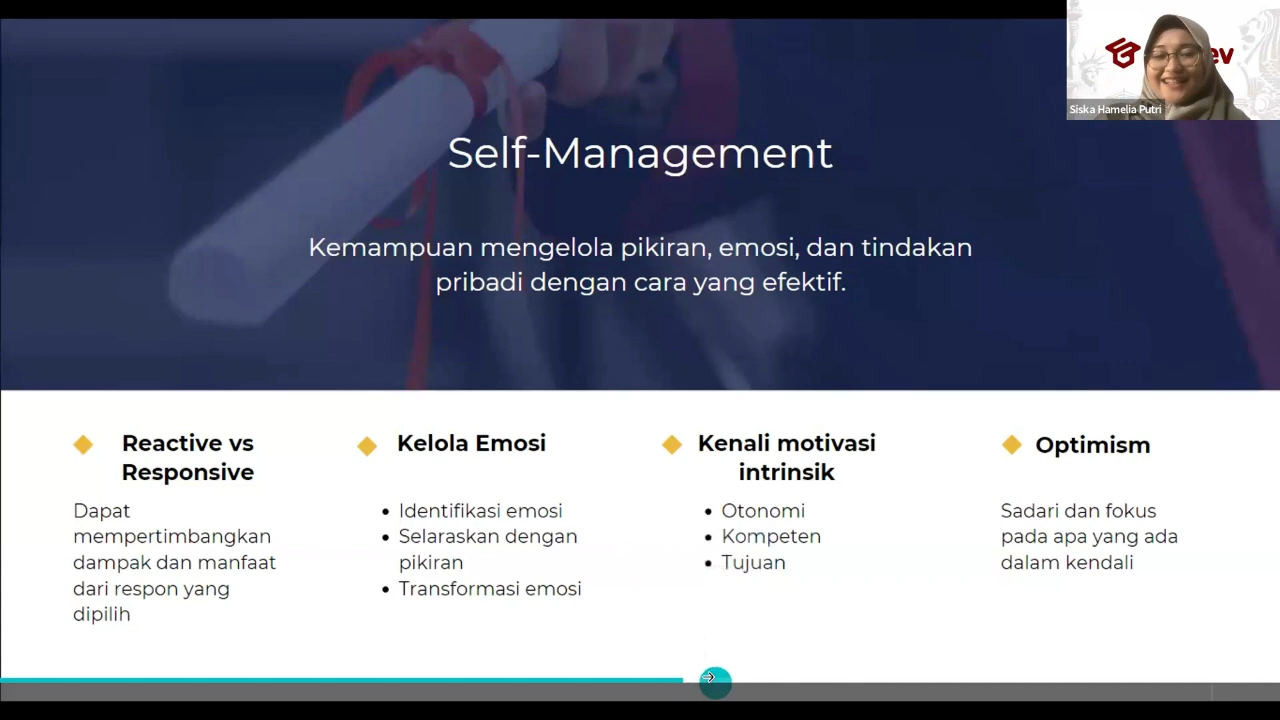 ev
Siska Hamelia Putri
Self-Management
Kemampuan mengelola pikiran, emosi, dan tindakan
pribadi dengan cara yang efektif.
Reactive vs
Responsive
Dapat
mempertimbangkan
dampak dan manfaat
dari respon yang
dipilih
Kelola Emosi
Identifikasi emosi
Selaraskan dengan
pikiran
Transformasi emosi
Kenali motivasi
intrinsik
Otonomi
Kompeten
Tujuan
Optimism
Sadari dan fokus
pada apa yang ada
dalam kendali